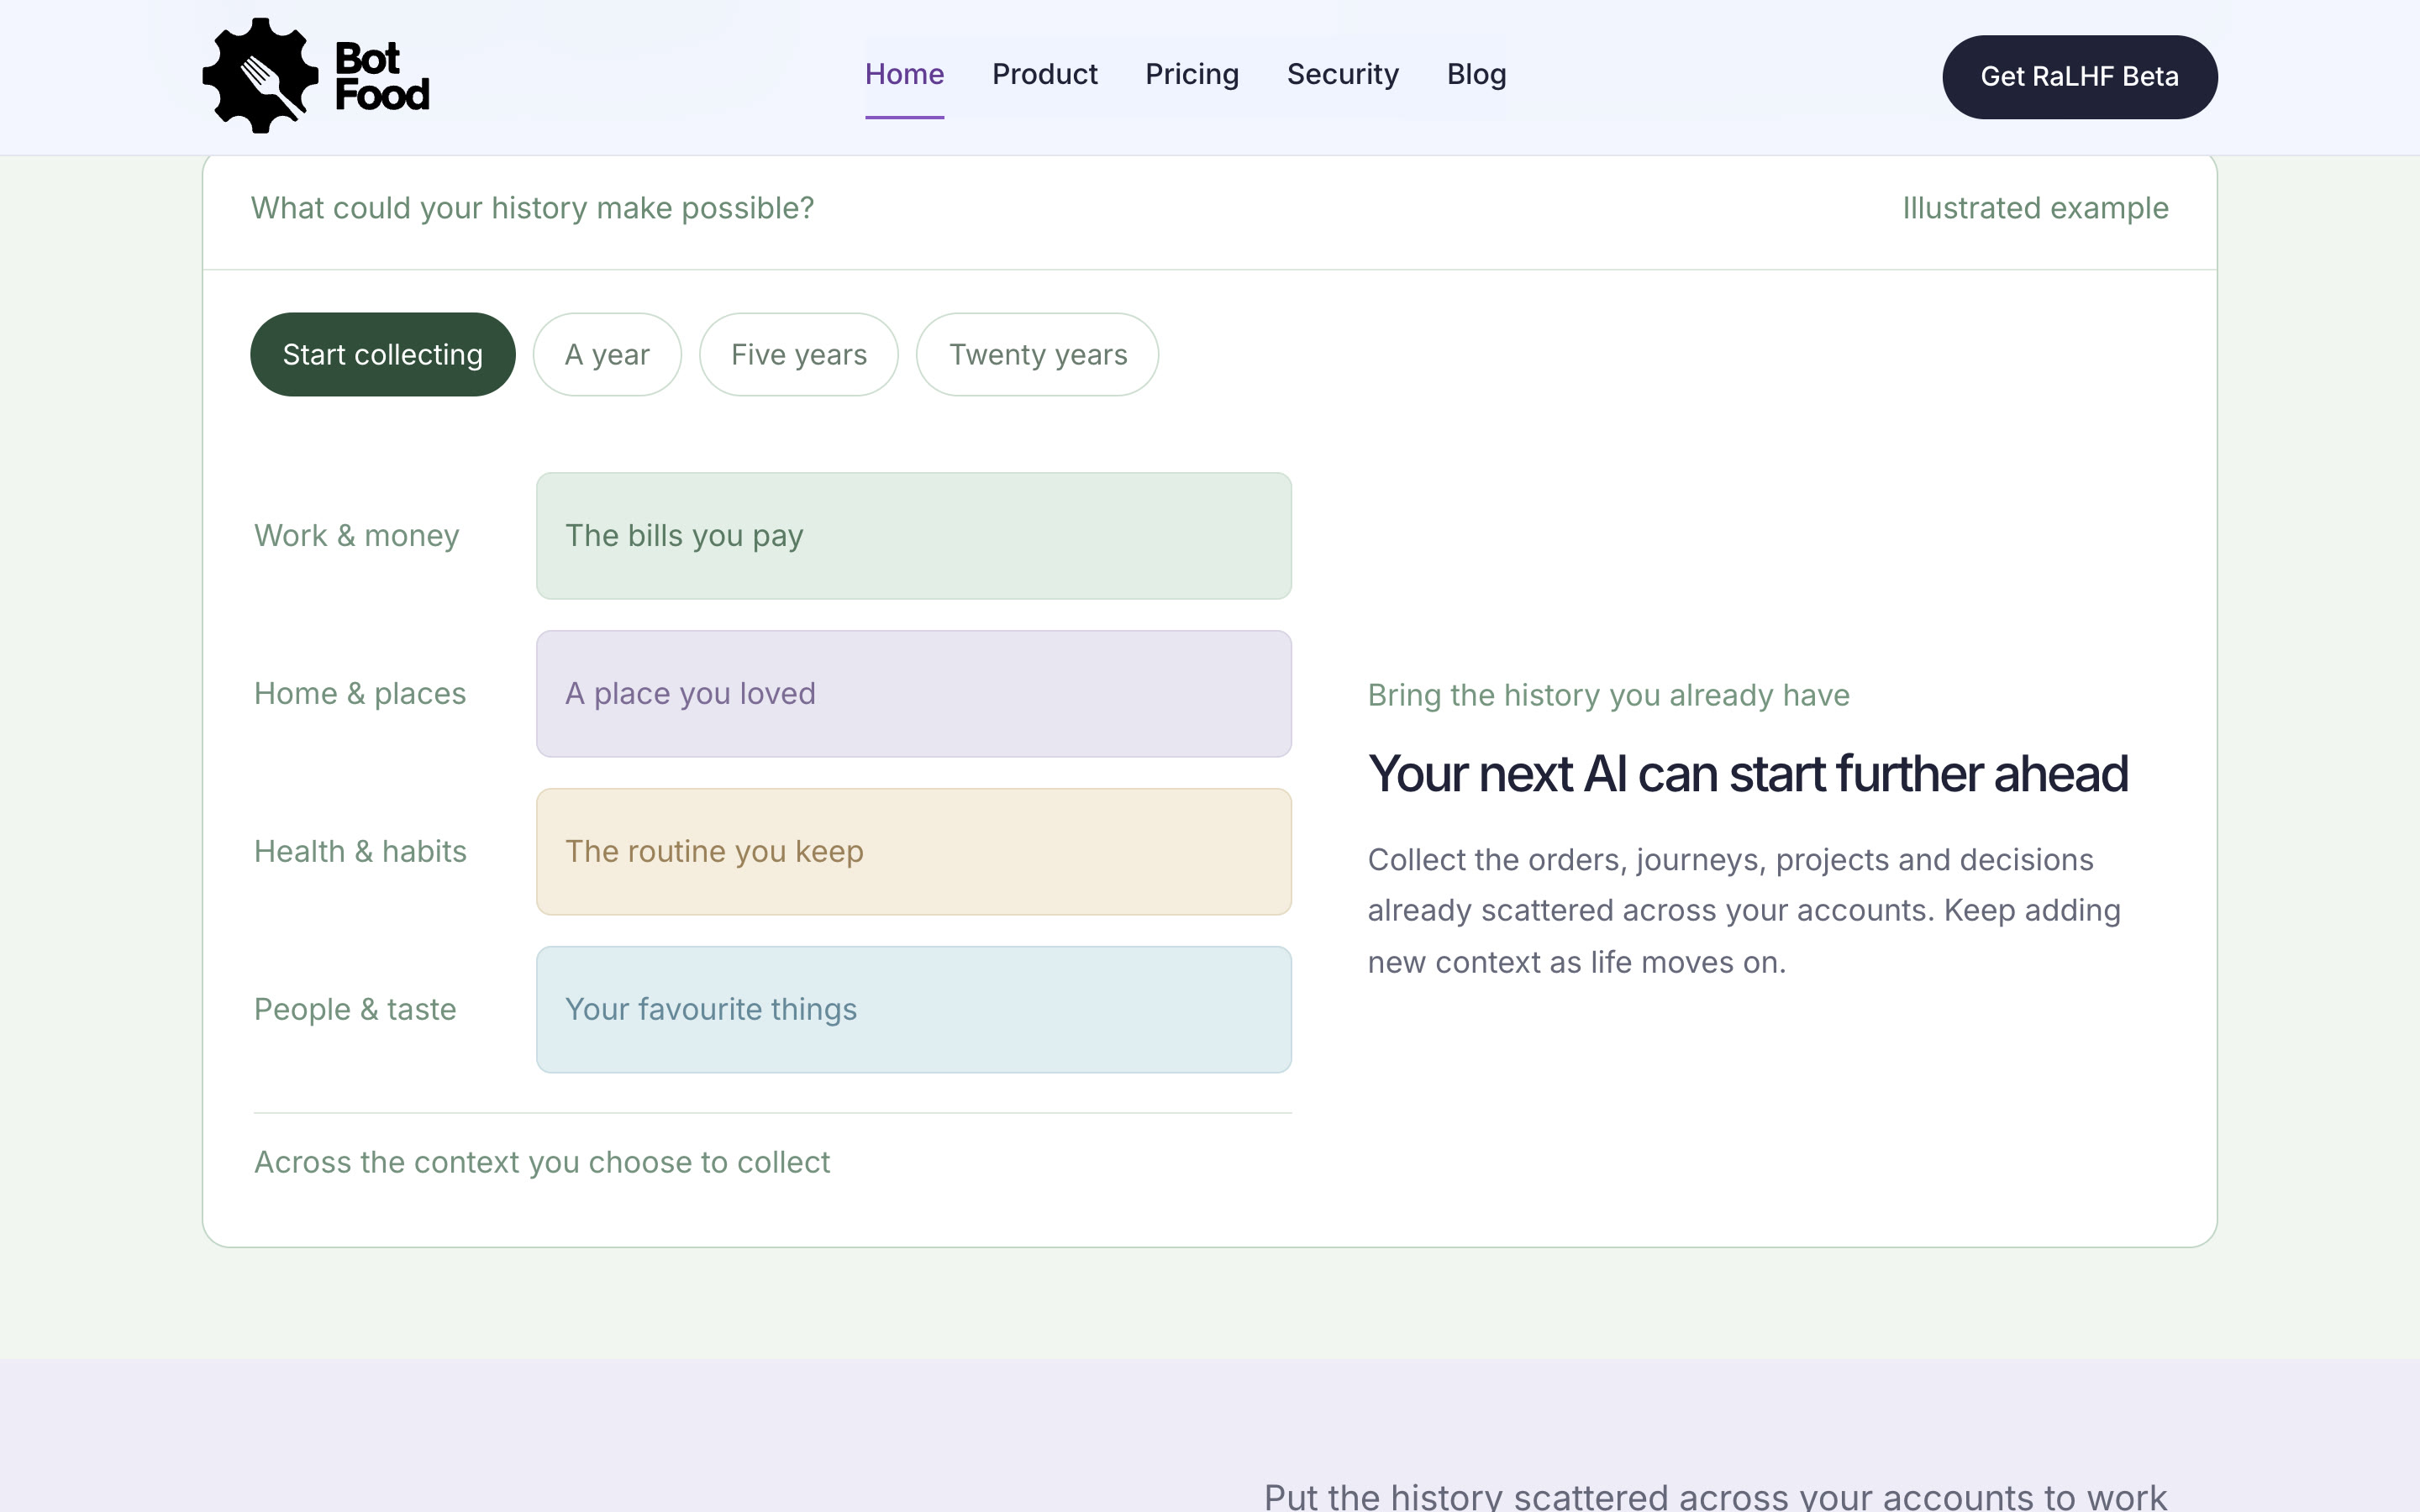 Bot
Food
Home
Product
Pricing
Security
Blog
Get RaLHF Beta
What could your history make possible?
Illustrated example
Start collecting
A year
Five years
Twenty years
Work & money
The bills you pay
Home & places
A place you loved
Health & habits
The routine you keep
People & taste
Your favourite things
Across the context you choose to collect
Bring the history you already have
Your next AI can start further ahead
Collect the orders, journeys, projects and decisions
already scattered across your accounts. Keep adding
new context as life moves on.
Put the history scattered across your accounts to work